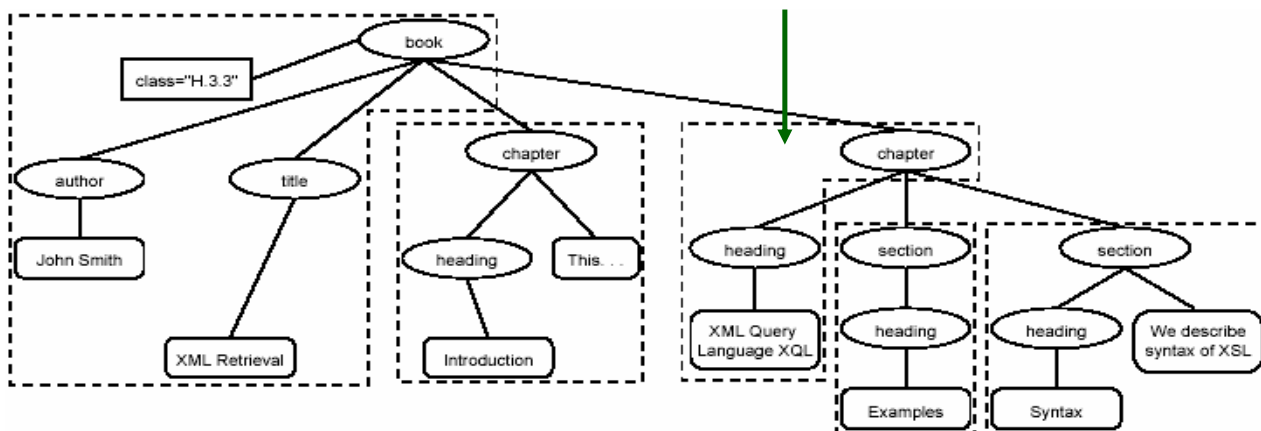 book
class="H.3.3"
chapter
chapter
author
title
John Smith
heading
This. . .
heading
section
section
XML Retrieval
Introduction
XML Query
Language XQL
heading
heading
We describe
syntax of XSL
Examples
Syntax